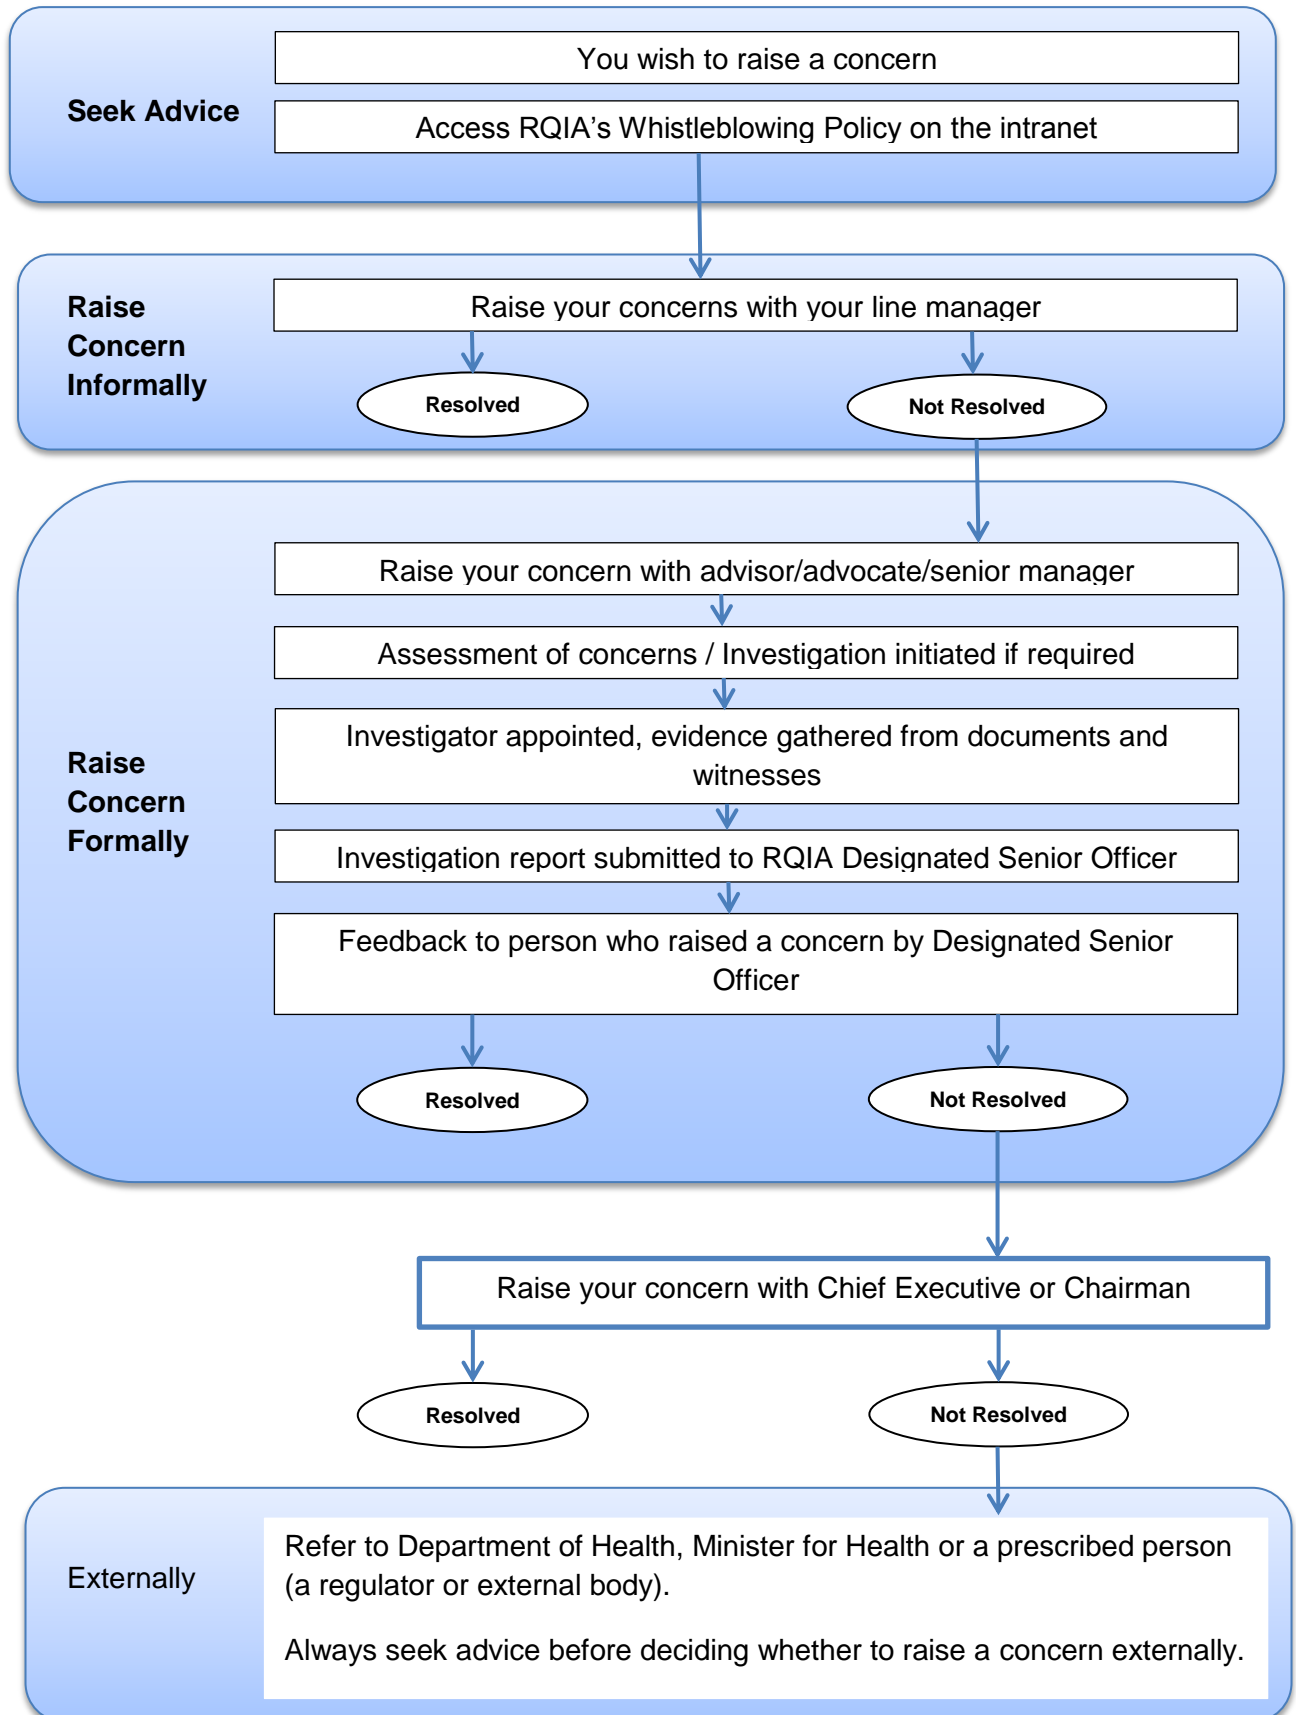 You wish to raise a concern
Seek Advice
Access RQIA's Whistleblowing Policy on the intranet
Raise
Concern
Informally
Raise your concerns with your line manager
Resolved
Not Resolved
Raise
Concern
Formally
Raise your concern with advisor/advocate/senior manager
Assessment of concerns / Investigation initiated if required
Investigator appointed, evidence gathered from documents and
witnesses
Investigation report submitted to RQIA Designated Senior Officer
Feedback to person who raised a concern by Designated Senior
Officer
Resolved
Not Resolved
Raise your concern with Chief Executive or Chairman
Resolved
Not Resolved
Externally
Refer to Department of Health, Minister for Health or a prescribed person
(a regulator or external body).
Always seek advice before deciding whether to raise a concern externally.